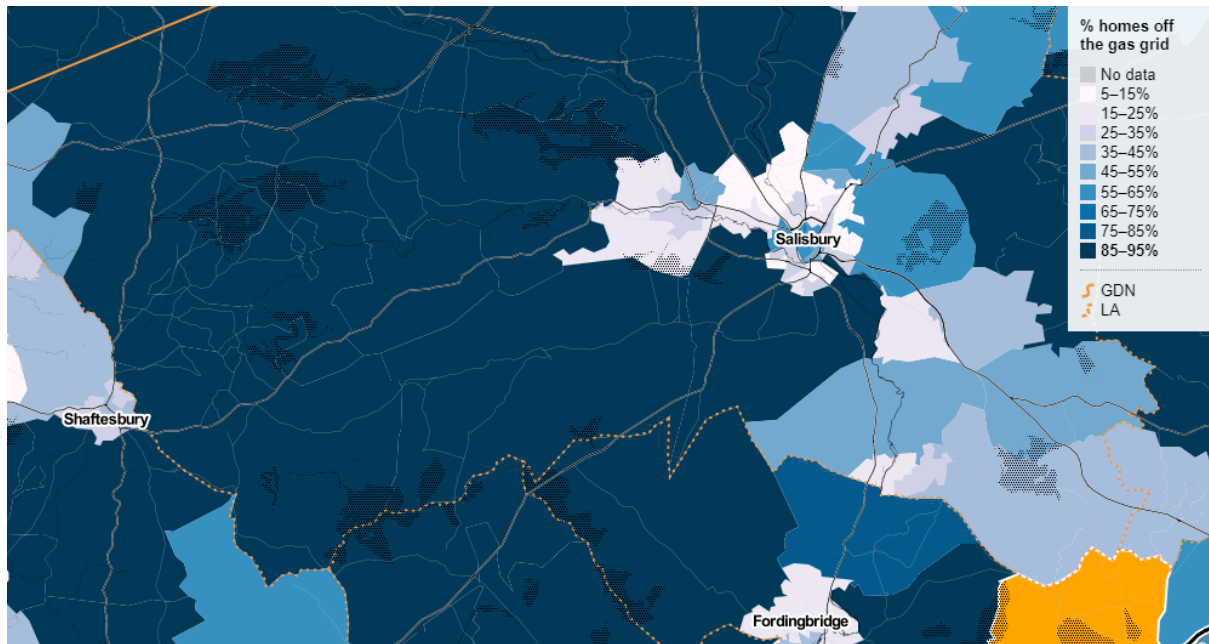 % homes off
the gas grid
No data
5–15%
15–25%
25–35%
35–45%
45–55%
55–65%
65–75%
75–85%
85–95%
GDN
LA
Salisbury
Shaftesbury
Fordingbridge